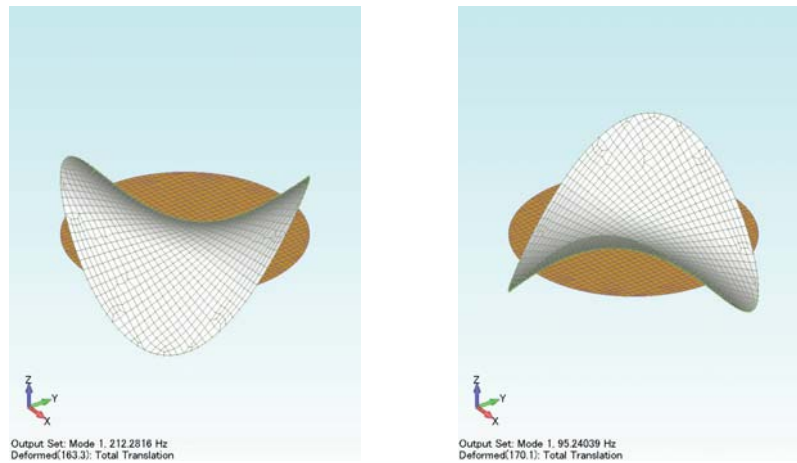 Z
Y
X
Output Set: Mode 1, 212.2816 Hz
Deformed(163.3): Total Translation
Z
Y
X
Output Set: Mode 1, 95.24039 Hz
Deformed(170.1): Total Translation